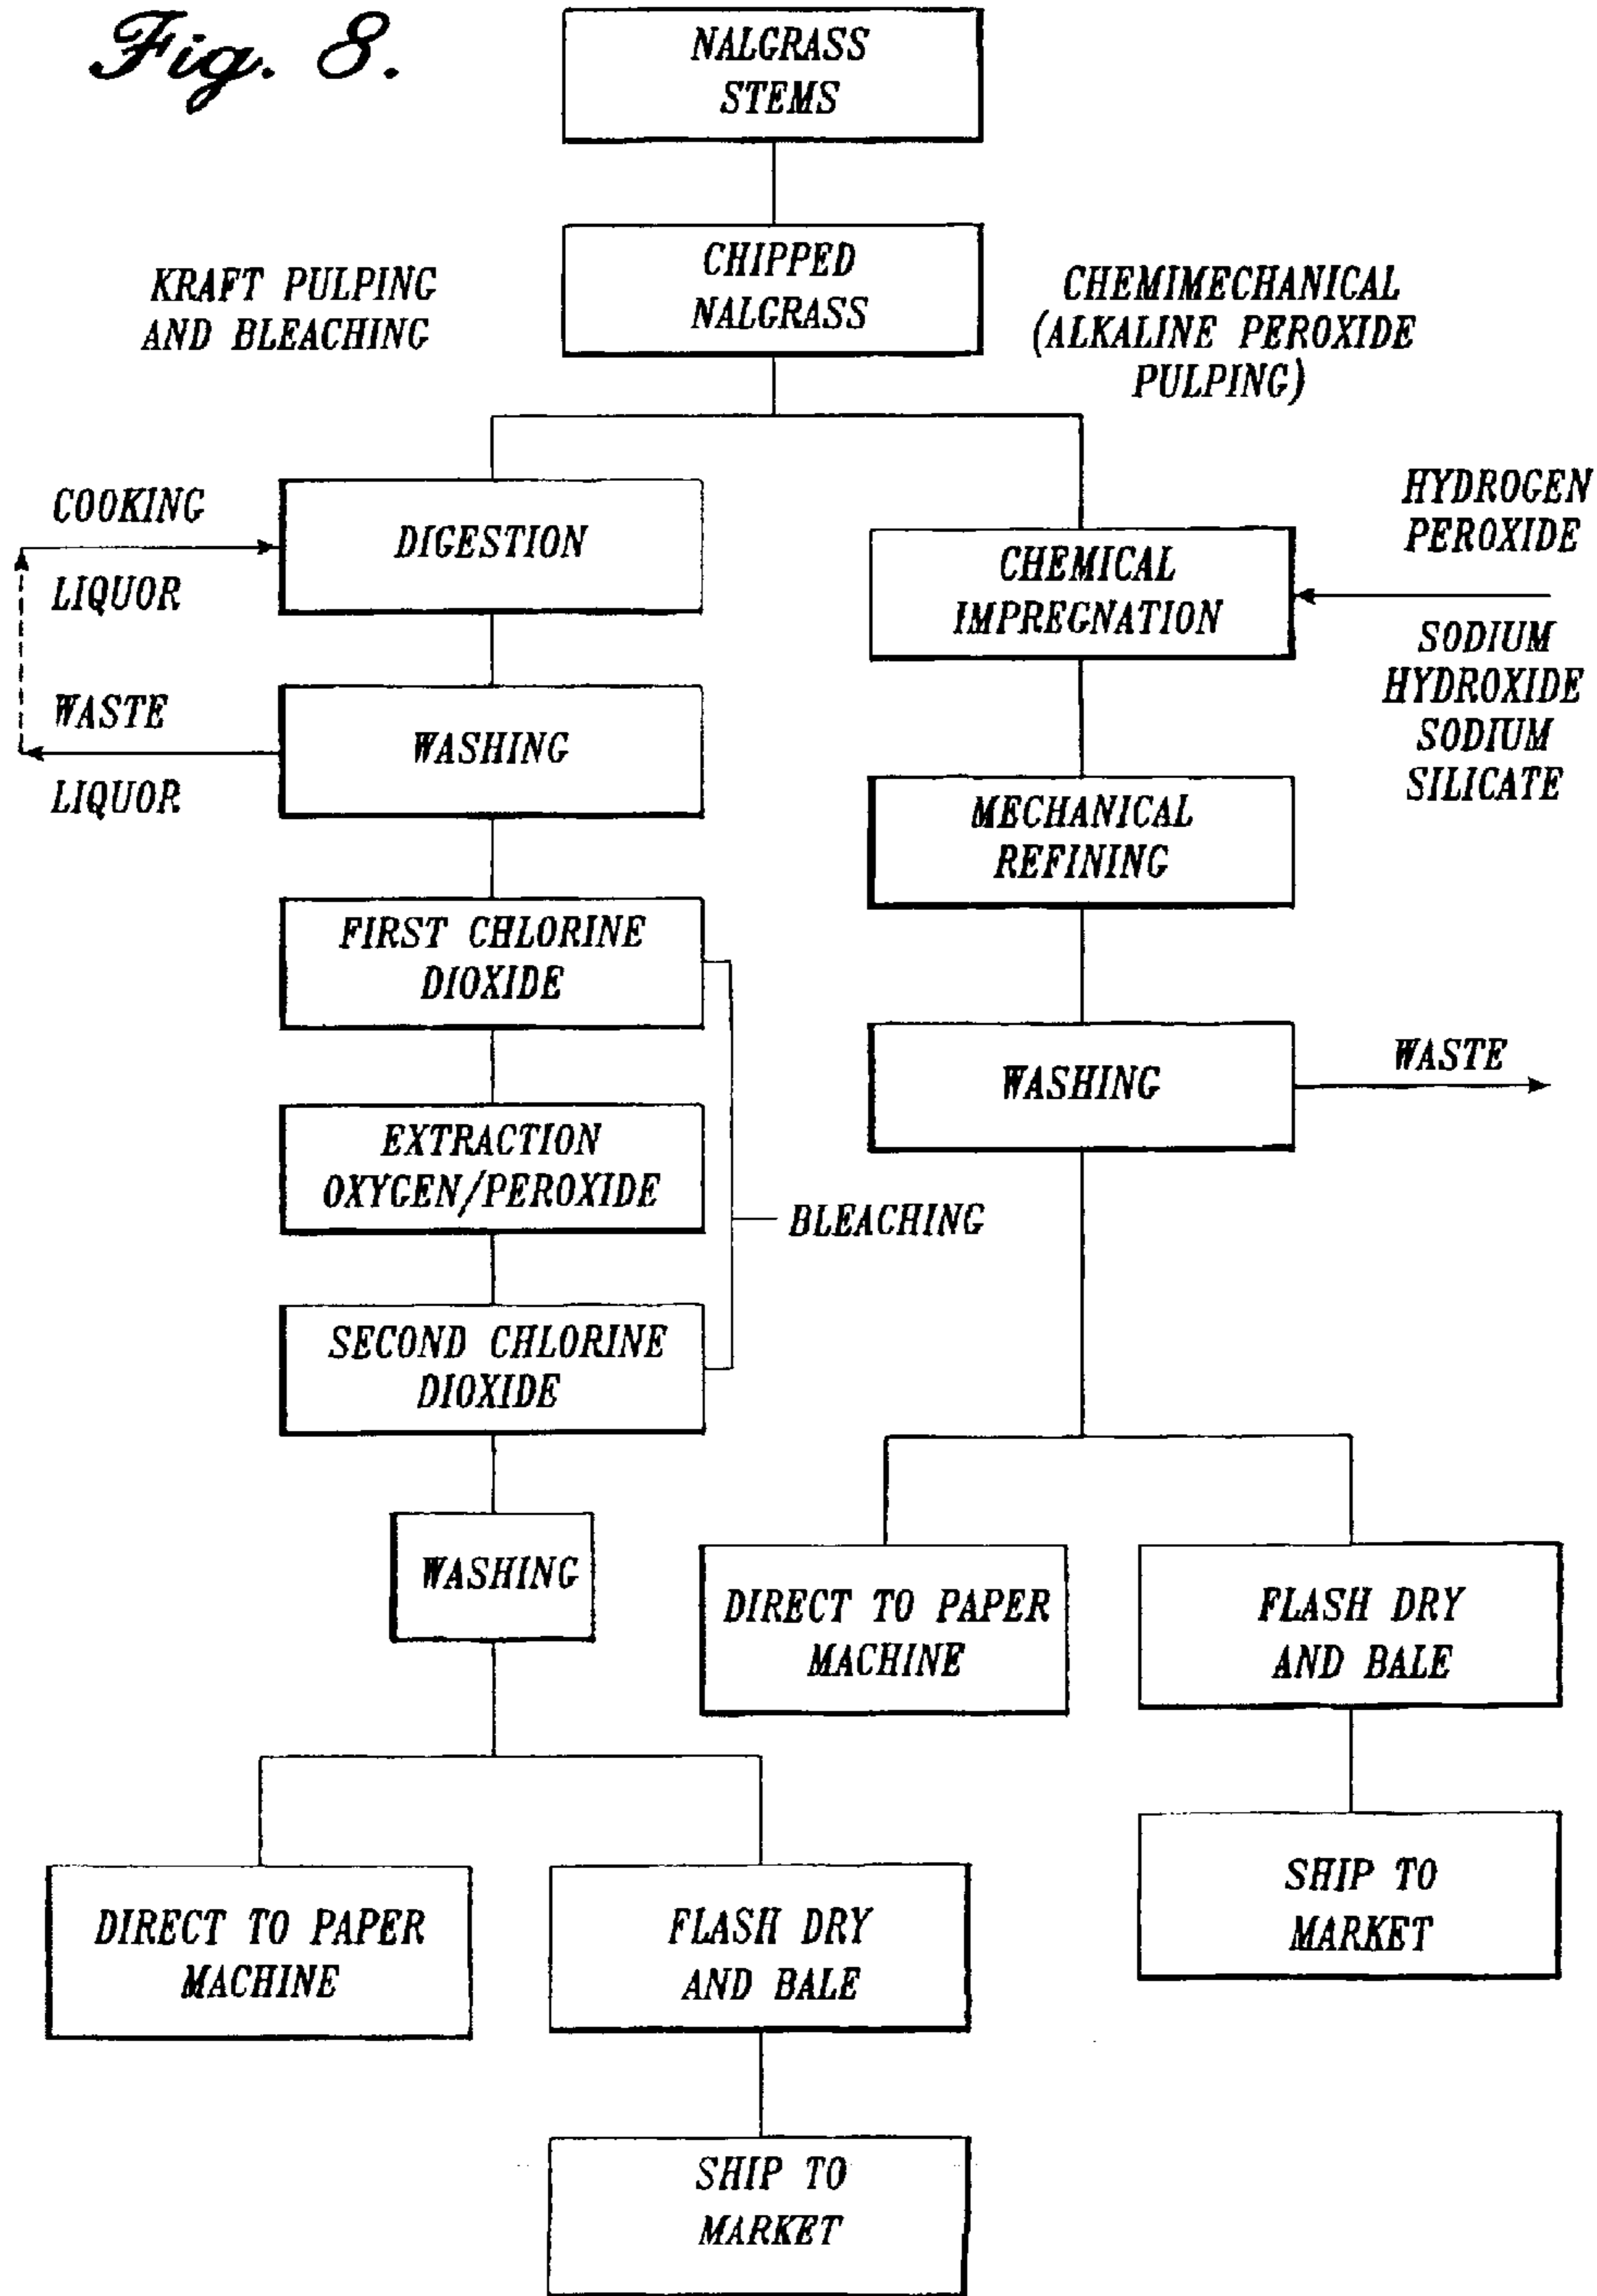 Fig. 8.
NALGRASS
STEMS
CHIPPED
NALGRASS
KRAFT PULPING
AND BLEACHING
CHEMIMECHANICAL
(ALKALINE PEROXIDE
PULPING)
COOKING
LIQUOR
DIGESTION
WASTE
LIQUOR
WASHING
FIRST CHLORINE
DIOXIDE
EXTRACTION
OXYGEN/PEROXIDE
SECOND CHLORINE
DIOXIDE
BLEACHING
WASHING
DIRECT TO PAPER
MACHINE
FLASH DRY
AND BALE
SHIP TO
MARKET
CHEMICAL
IMPREGNATION
HYDROGEN
PEROXIDE
SODIUM
HYDROXIDE
SODIUM
SILICATE
MECHANICAL
REFINING
WASHING
WASTE
DIRECT TO PAPER
MACHINE
FLASH DRY
AND BALE
SHIP TO
MARKET